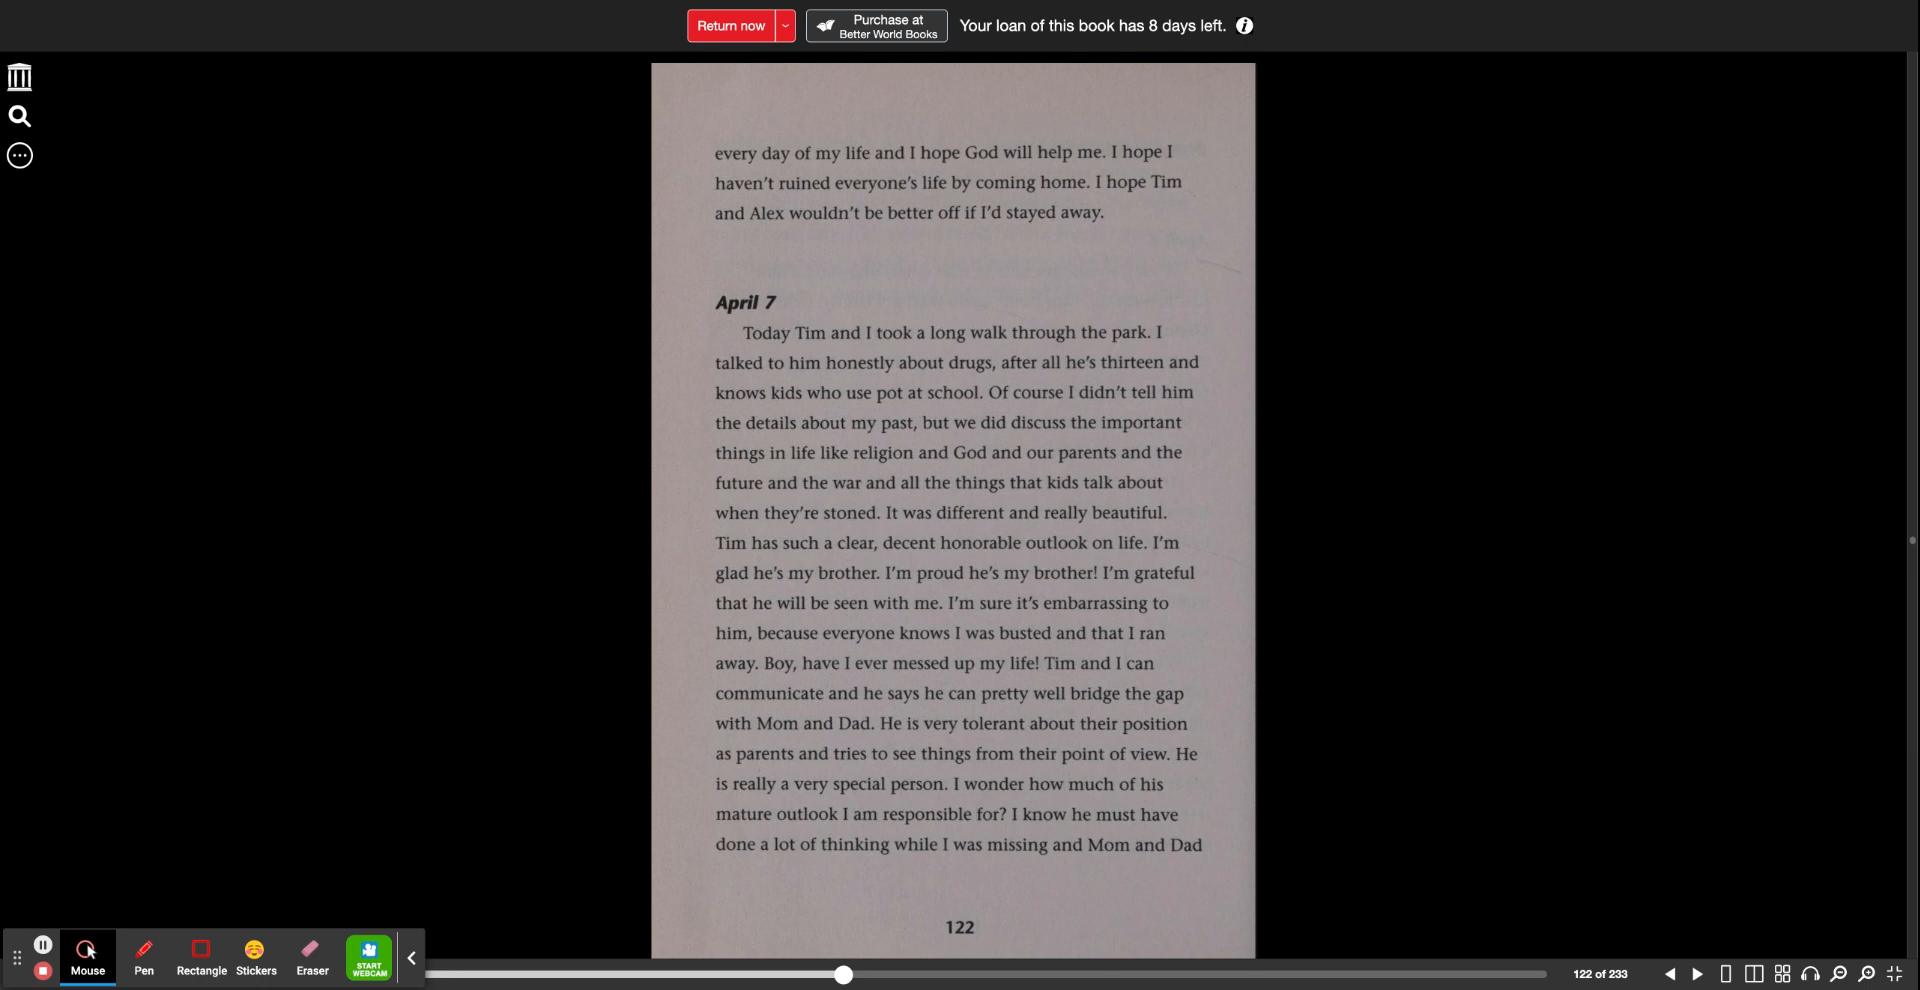 Return now
Purchase at
Better World Books
Your loan of this book has 8 days left.
every day of my life and I hope God will help me. I hope I
haven't ruined everyone's life by coming home. I hope Tim
and Alex wouldn't be better off if I'd stayed away.
April 7
Today Tim and I took a long walk through the park. I
talked to him honestly about drugs, after all he's thirteen and
knows kids who use pot at school. Of course I didn't tell him
the details about my past, but we did discuss the important
things in life like religion and God and our parents and the
future and the war and all the things that kids talk about
when they're stoned. It was different and really beautiful.
Tim has such a clear, decent honorable outlook on life. I'm
glad he's my brother. I'm proud he's my brother! I'm grateful
that he will be seen with me. I'm sure it's embarrassing to
him, because everyone knows I was busted and that I ran
away. Boy, have I ever messed up my life! Tim and I can
communicate and he says he can pretty well bridge the gap
with Mom and Dad. He is very tolerant about their position
as parents and tries to see things from their point of view. He
is really a very special person. I wonder how much of his
mature outlook I am responsible for? I know he must have
done a lot of thinking while I was missing and Mom and Dad
122
Mouse
Pen
Rectangle
Stickers
Eraser
START
WEBCAM
122 of 233